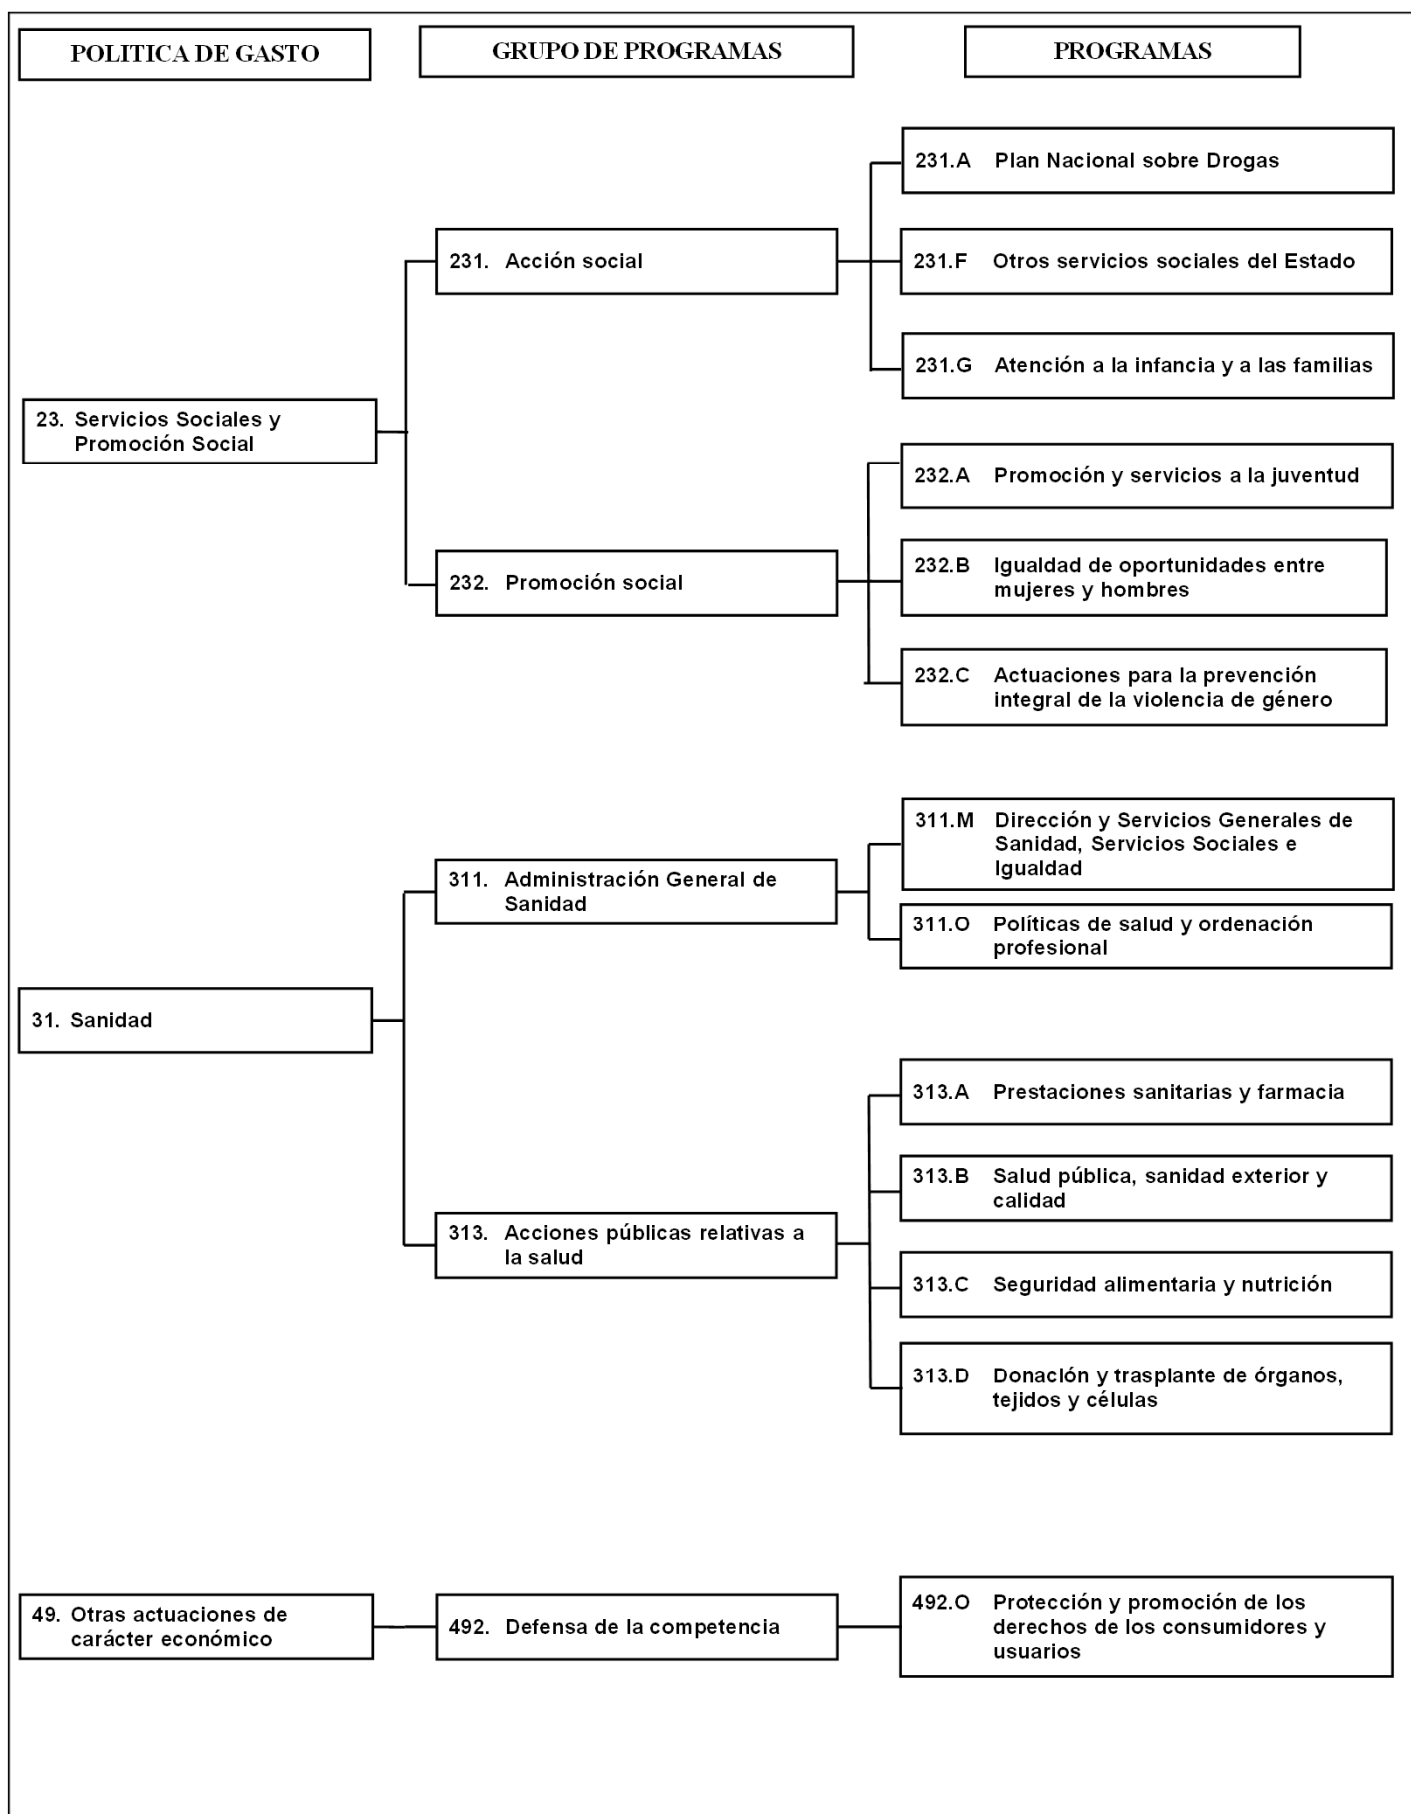 POLITICA DE GASTO
GRUPO DE PROGRAMAS
PROGRAMAS
231.A Plan Nacional sobre Drogas
231. Acción social
231.F Otros servicios sociales del Estado
231.G Atención a la infancia y a las familias
23. Servicios Sociales y
Promoción Social
232.A Promoción y servicios a la juventud
232. Promoción social
232.B Igualdad de oportunidades entre
mujeres y hombres
232.C Actuaciones para la prevención
integral de la violencia de género
311.M Dirección y Servicios Generales de
Sanidad, Servicios Sociales e
Igualdad
311. Administración General de
Sanidad
311.O Políticas de salud y ordenación
profesional
31. Sanidad
313.A Prestaciones sanitarias y farmacia
313.B Salud pública, sanidad exterior y
calidad
313. Acciones públicas relativas a
la salud
313.C Seguridad alimentaria y nutrición
313.D Donación y trasplante de órganos,
tejidos y células
49. Otras actuaciones de
carácter económico
492. Defensa de la competencia
492.O Protección y promoción de los
derechos de los consumidores y
usuarios